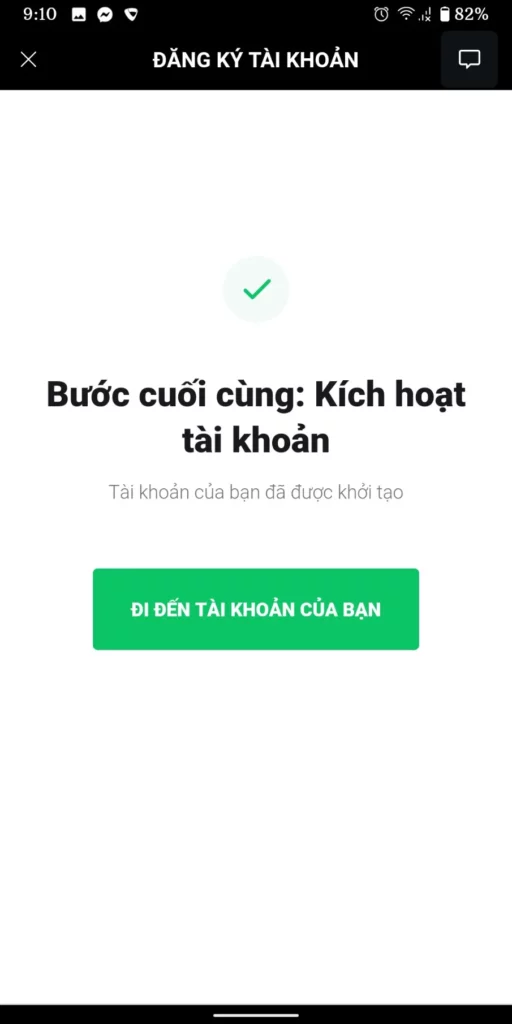 9:10
82%
ĐĂNG KÝ TÀI KHOẢN
Bước cuối cùng: Kích hoạt
tài khoản
Tài khoản của bạn đã được khởi tạo
ĐI ĐẾN TÀI KHOẢN CỦA BẠN